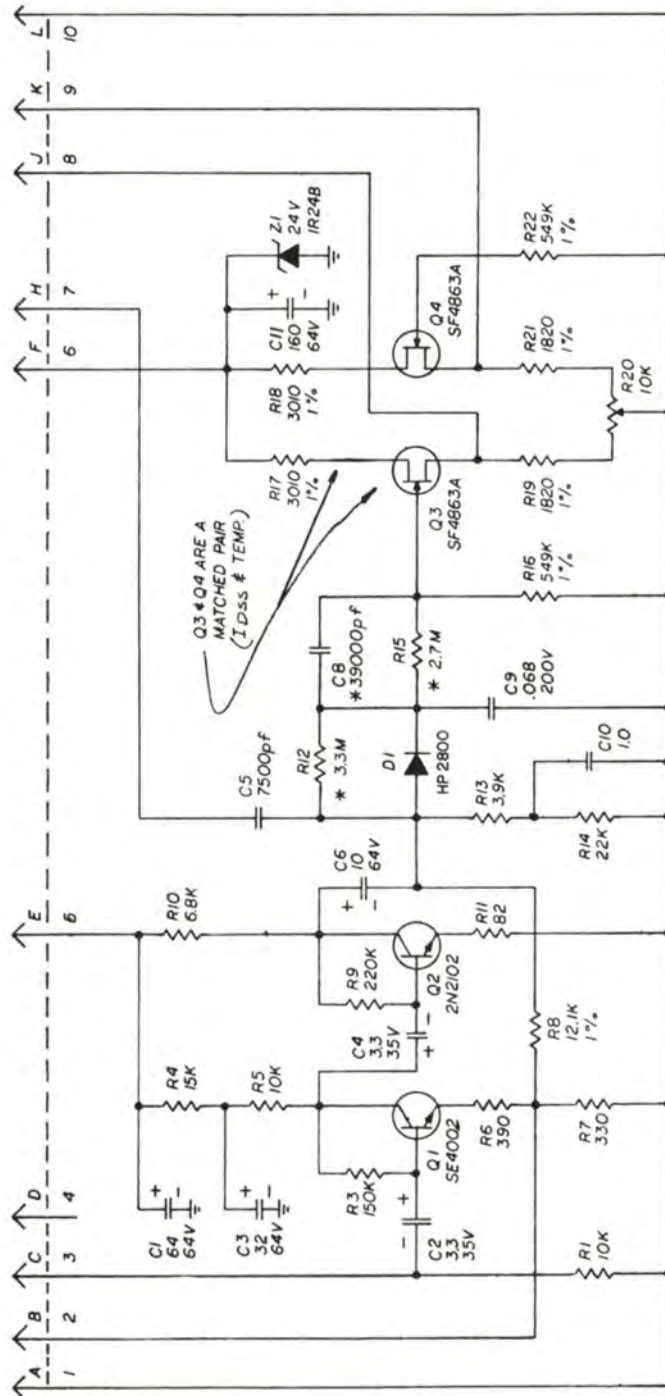 A B C D E F H J K L
1 2 3 4 5 6 7 8 9 10
C1
64
64V
R4
15K
R10
6.8K
C3
32
64V
R5
10K
R3
150K
C2
3.3
35V
Q1
SE4002
C4
3.3
35V
R9
220K
Q2
2N2102
C6
10
64V
R6
390
R11
82
R8
12.1K
1%
R1
10K
R7
330
C5
7500pf
R12
* 3.3M
D1
HP2800
R13
3.9K
R14
22K
C10
1.0
C9
.068
200V
C8
*39000pf
R15
* 2.7M
R16
549K
1%
Q3 & Q4 ARE A
MATCHED PAIR
(IDSS & TEMP.)
R17
3010
1%
R18
3010
1%
C11
160
64V
Z1
24V
1R24B
Q3
SF4863A
Q4
SF4863A
R19
1820
1%
R21
1820
1%
R22
549K
1%
R20
10K